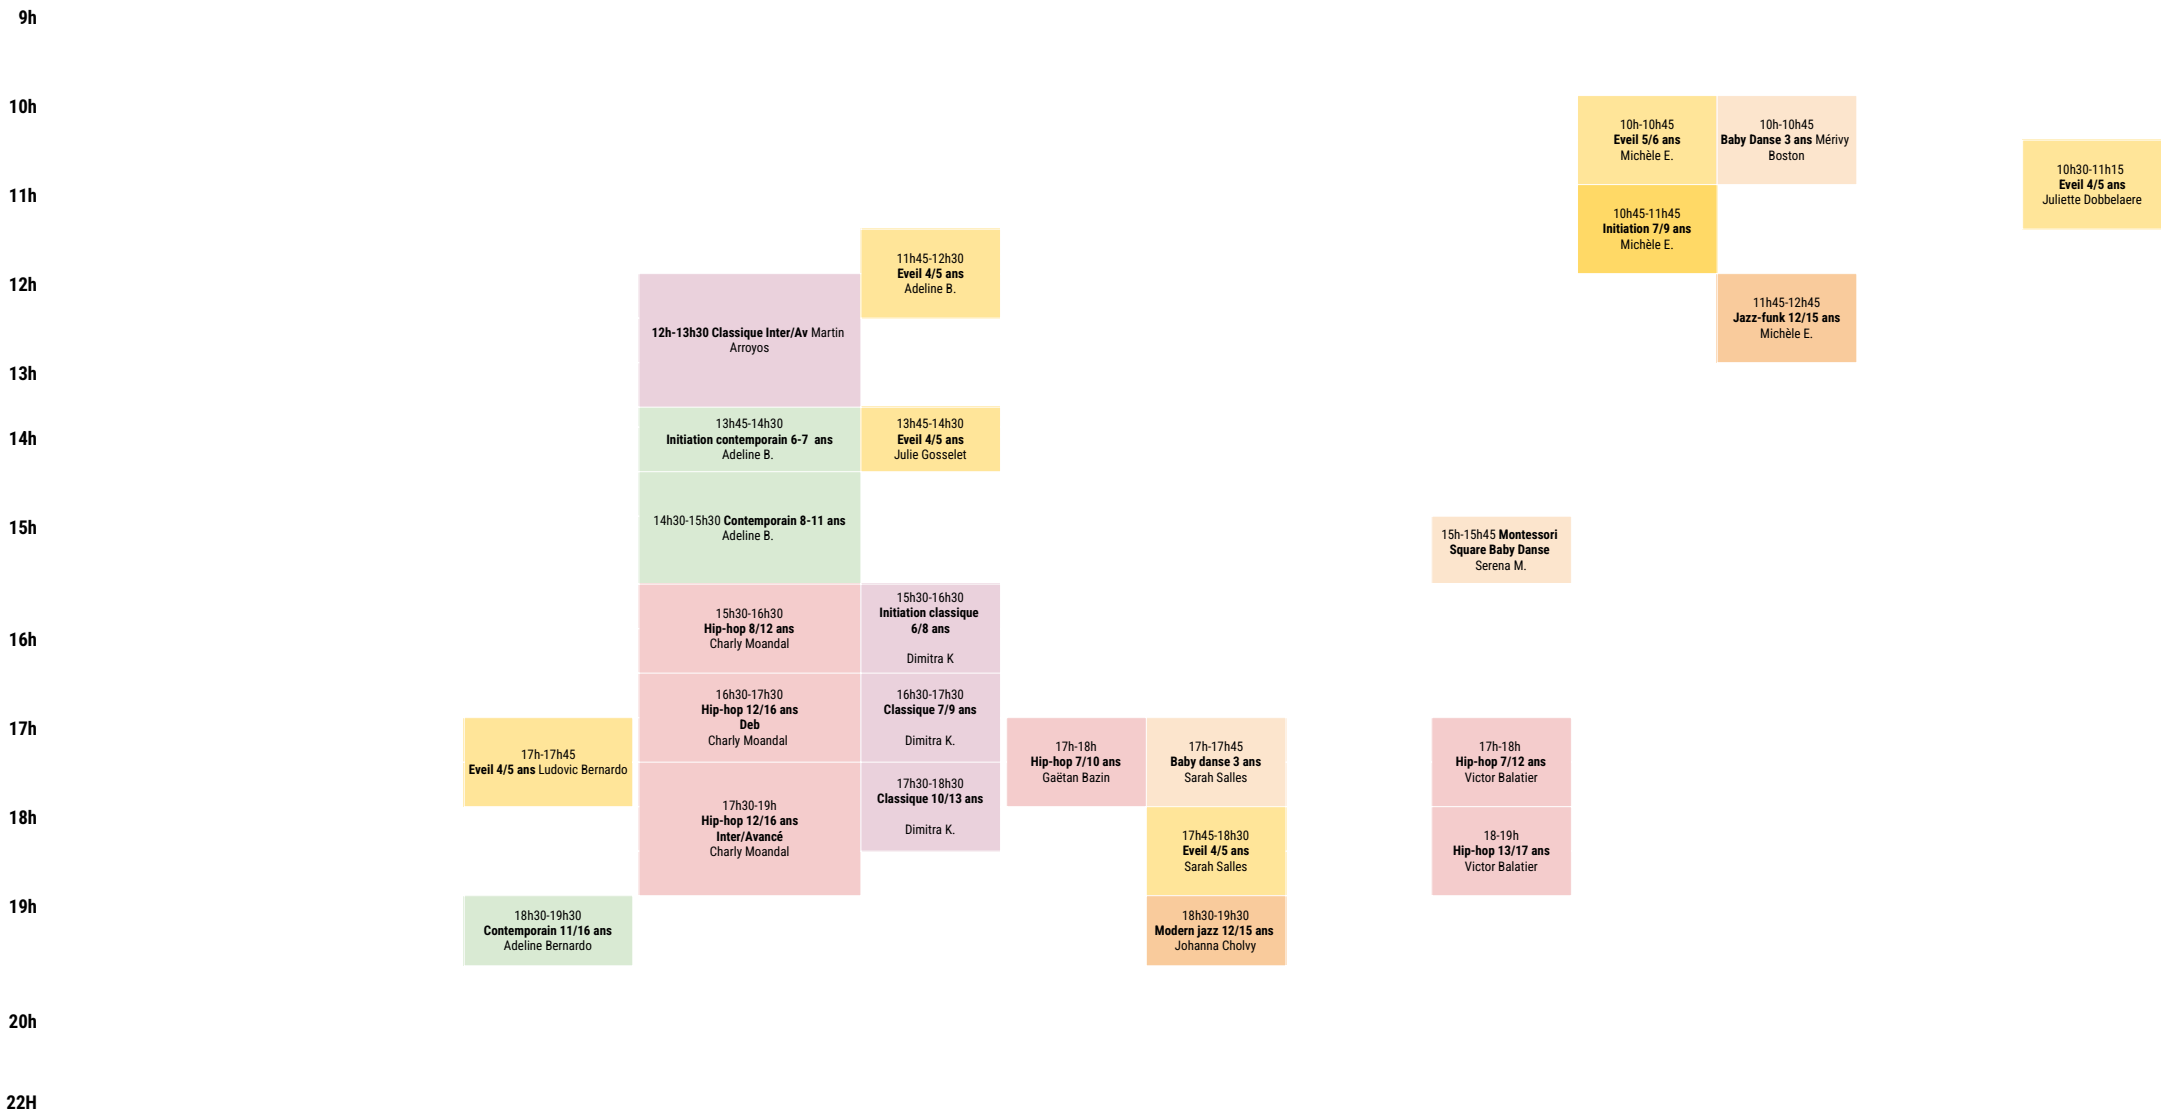 9h
10h
10h-10h45
Eveil 5/6 ans
Michèle E.
10h-10h45
Baby Danse 3 ans Mérivy
Boston
10h30-11h15
Eveil 4/5 ans
Juliette Dobbelaere
11h
10h45-11h45
Initiation 7/9 ans
Michèle E.
11h45-12h30
Eveil 4/5 ans
Adeline B.
12h
11h45-12h45
Jazz-funk 12/15 ans
Michèle E.
12h-13h30 Classique Inter/Av Martin
Arroyos
13h
13h45-14h30
Initiation contemporain 6-7  ans
Adeline B.
13h45-14h30
Eveil 4/5 ans
Julie Gosselet
14h
14h30-15h30 Contemporain 8-11 ans
Adeline B.
15h
15h-15h45 Montessori
Square Baby Danse
Serena M.
15h30-16h30
Hip-hop 8/12 ans
Charly Moandal
15h30-16h30
Initiation classique
6/8 ans
Dimitra K
16h
16h30-17h30
Hip-hop 12/16 ans
Deb
Charly Moandal
16h30-17h30
Classique 7/9 ans
Dimitra K.
17h
17h-17h45
Eveil 4/5 ans Ludovic Bernardo
17h-18h
Hip-hop 7/10 ans
Gaëtan Bazin
17h-17h45
Baby danse 3 ans
Sarah Salles
17h-18h
Hip-hop 7/12 ans
Victor Balatier
17h30-19h
Hip-hop 12/16 ans
Inter/Avancé
Charly Moandal
17h30-18h30
Classique 10/13 ans
Dimitra K.
18h
17h45-18h30
Eveil 4/5 ans
Sarah Salles
18-19h
Hip-hop 13/17 ans
Victor Balatier
19h
18h30-19h30
Contemporain 11/16 ans
Adeline Bernardo
18h30-19h30
Modern jazz 12/15 ans
Johanna Cholvy
20h
22H